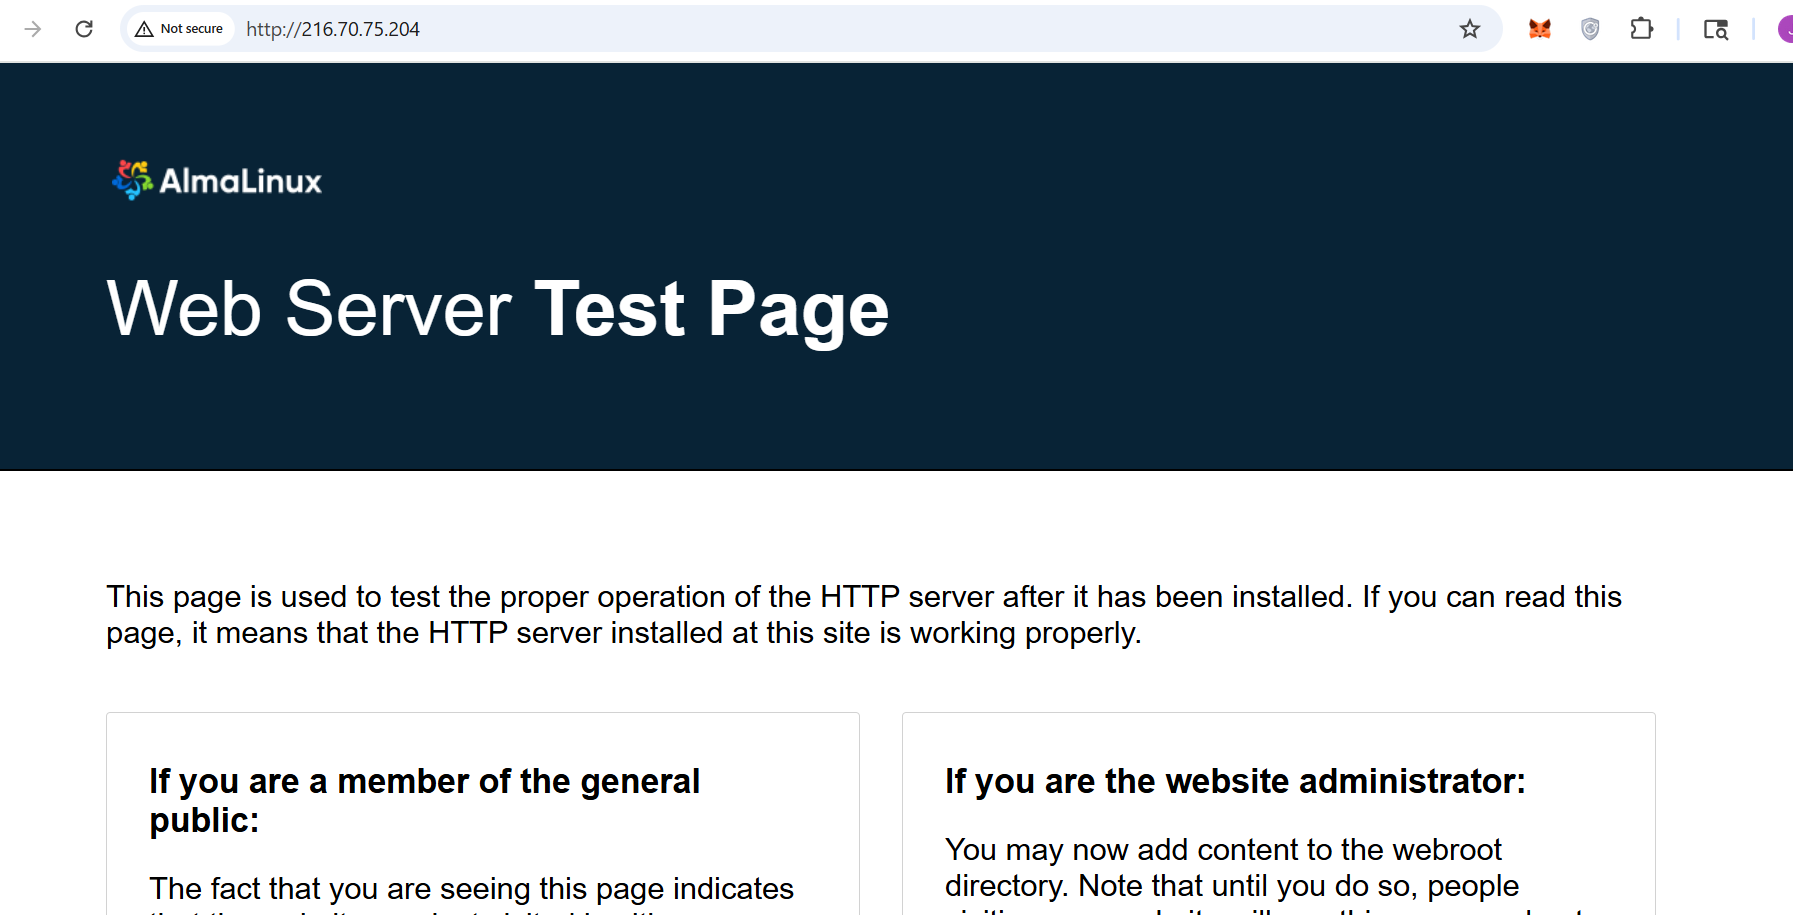 Not secure
http://216.70.75.204
AlmaLinux
Web Server Test Page
This page is used to test the proper operation of the HTTP server after it has been installed. If you can read this
page, it means that the HTTP server installed at this site is working properly.
If you are a member of the general
public:
The fact that you are seeing this page indicates
If you are the website administrator:
You may now add content to the webroot
directory. Note that until you do so, people